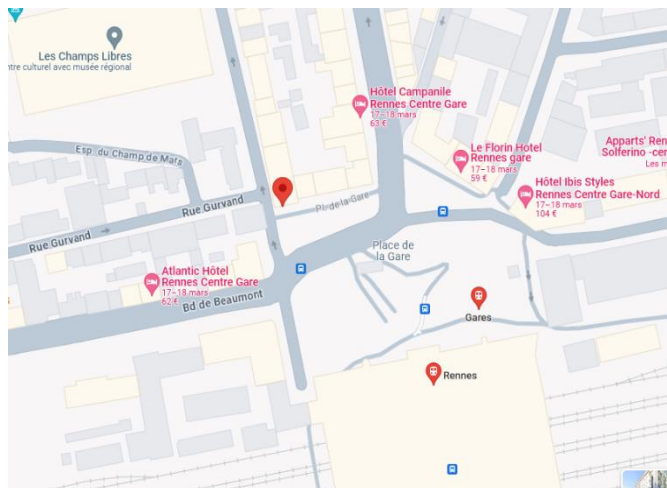 Les Champs Libres
ntre culturel avec musée régional
Hôtel Campanile
Rennes Centre Gare
17–18 mars
63 €
Esp. du Champ de Mars
Le Florin Hotel
Rennes gare
17–18 mars
59 €
Appart's Ren
Solferino -cen
Les m
Hôtel Ibis Styles
Rennes Centre Gare-Nord
17–18 mars
104 €
Rue Gurvand
Pl. de la Gare
Rue Gurvand
Place de
la Gare
Atlantic Hôtel
Rennes Centre Gare
17–18 mars
62 €
Bd de Beaumont
Gares
Rennes